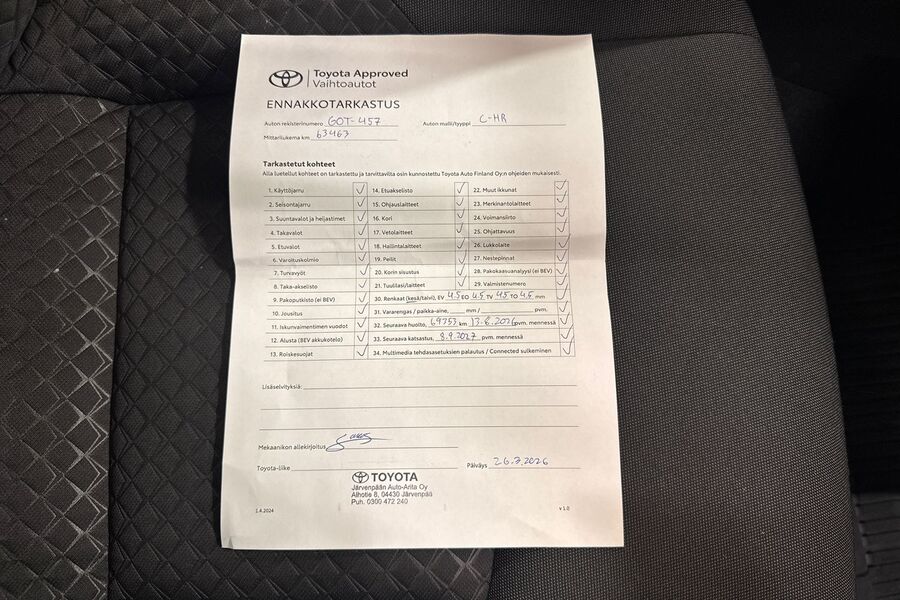 Toyota Approved
Vaihtoautot
ENNAKKOTARKASTUS
Auton rekisterinumero GOT-457 Auton malli/tyyppi C-HR
Mittarilukema km 63463
Tarkastetut kohteet
Alla luetellut kohteet on tarkastettu ja tarvittavilta osin kunnostettu Toyota Auto Finland Oy:n ohjeiden mukaisesti.
1. Käyttöjarru ✓ 14. Etuakselisto ✓ 22. Muut ikkunat ✓
2. Seisontajarru ✓ 15. Ohjauslaitteet ✓ 23. Merkinantolaitteet ✓
3. Suuntavalot ja heijastimet ✓ 16. Kori ✓ 24. Voimansiirto ✓
4. Takavalot ✓ 17. Vetolaitteet ✓ 25. Ohjattavuus ✓
5. Etuvalot ✓ 18. Hallintalaitteet ✓ 26. Lukkolaite ✓
6. Varoituskolmio ✓ 19. Peilit ✓ 27. Nestepinnat ✓
7. Turvavyöt ✓ 20. Korin sisustus ✓ 28. Pakokaasuanalyysi (ei BEV) ✓
8. Taka-akselisto ✓ 21. Tuulilasi/laitteet ✓ 29. Valmistenumero ✓
9. Pakoputkisto (ei BEV) ✓ 30. Renkaat (kesä/talvi), EV 4.5 EO 4.5 TV 4.5 TO 4.5 mm ✓
10. Jousitus ✓ 31. Vararengas / paikka-aine, mm / pvm. ✓
11. Iskunvaimentimien vuodot ✓ 32. Seuraava huolto, 69753 km 13.8.2026 pvm. mennessä ✓
12. Alusta (BEV akkukotelo) ✓ 33. Seuraava katsastus, 8.9.2027 pvm. mennessä ✓
13. Roiskesuojat ✓ 34. Multimedia tehdasasetuksien palautus / Connected sulkeminen ✓
Lisäselvityksiä:
Mekaanikon allekirjoitus
Toyota-liike Päiväys 26.3.2026
TOYOTA
Järvenpään Auto-Arita Oy
Alhotie 8, 04430 Järvenpää
Puh. 0300 472 240
1.4.2024 v 1.0